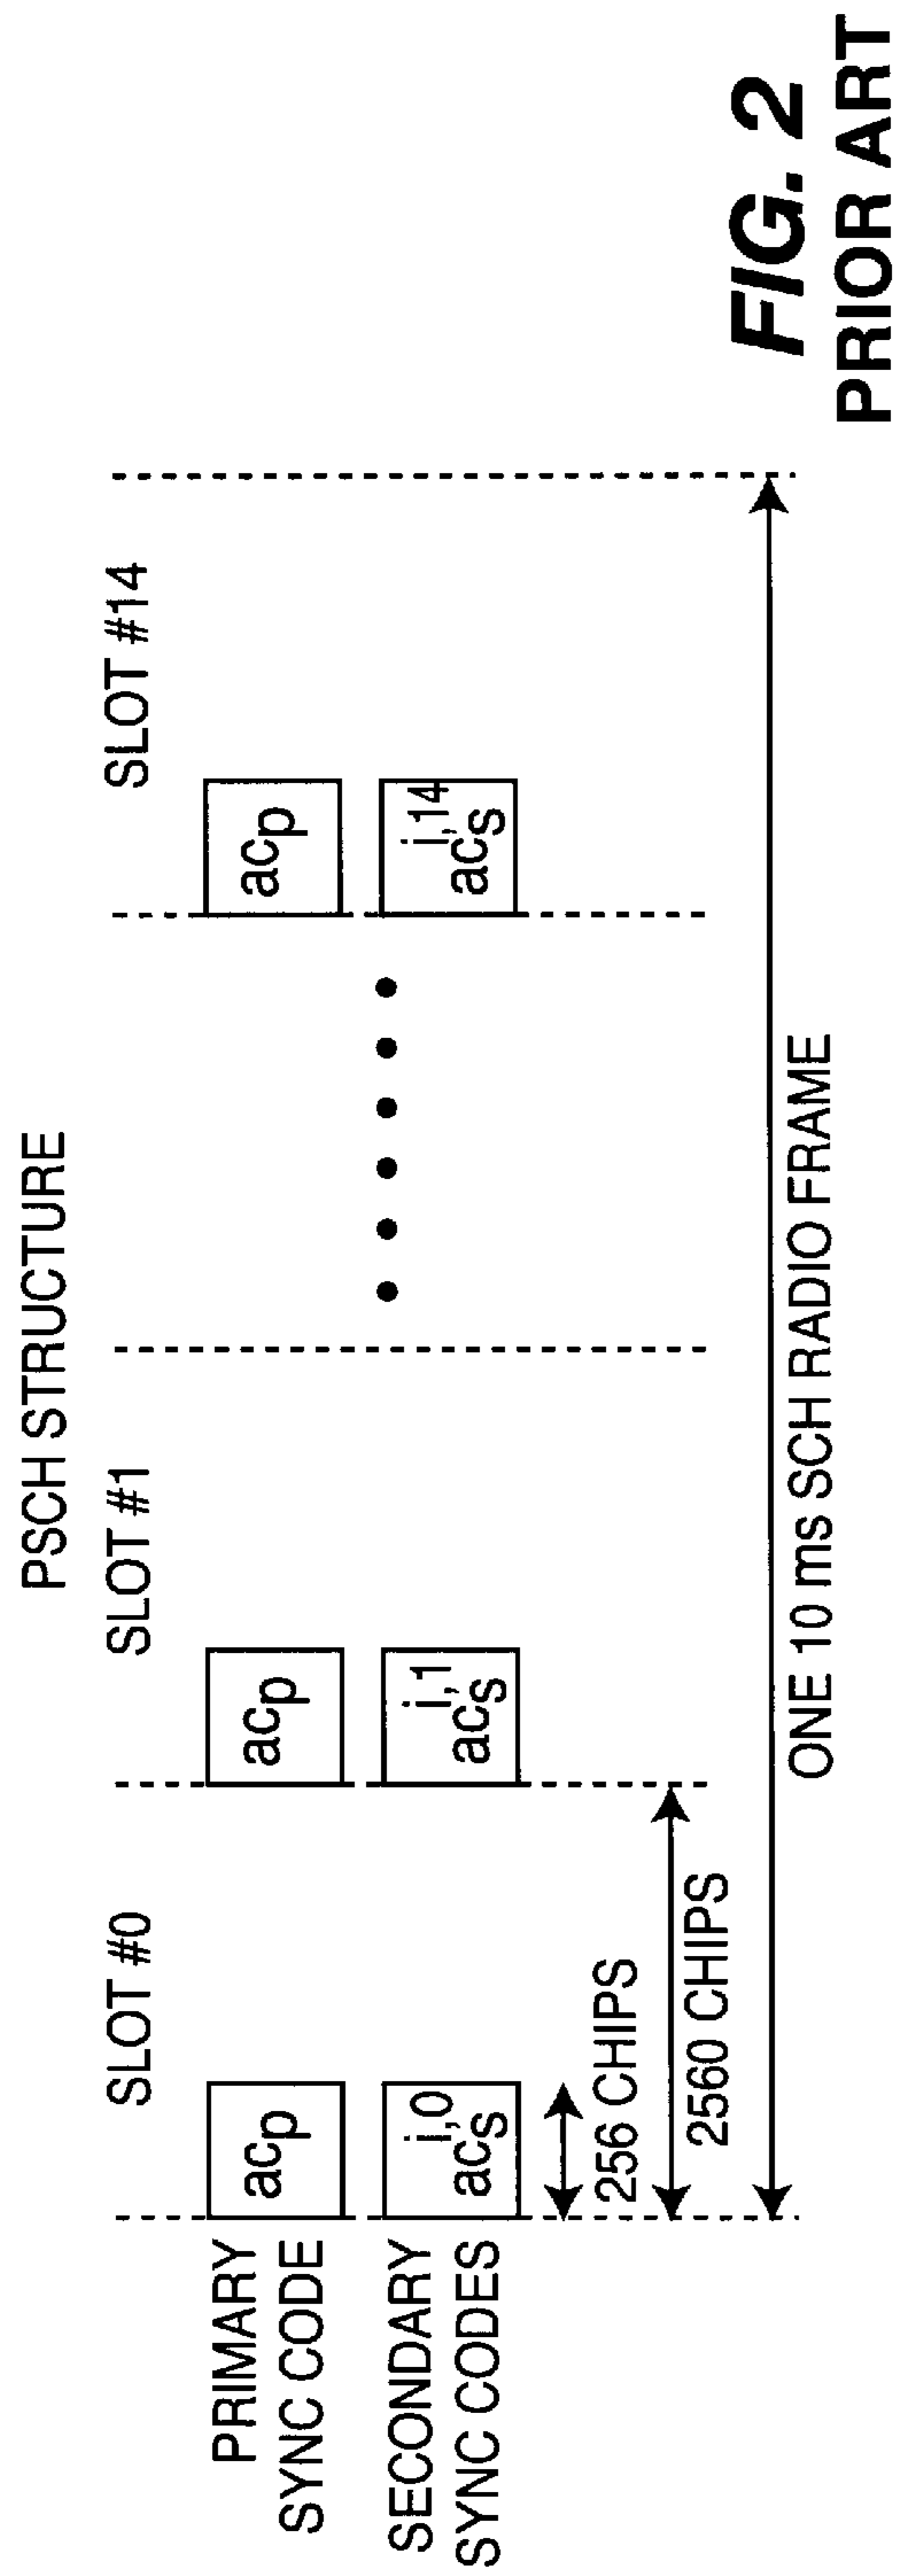 PSCH STRUCTURE
SLOT #0 SLOT #1 SLOT #14
PRIMARY
SYNC CODE
acp acp acp
SECONDARY
SYNC CODES
acs i,0 acs i,1 acs i,14
256 CHIPS
2560 CHIPS
ONE 10 ms SCH RADIO FRAME
FIG. 2
PRIOR ART